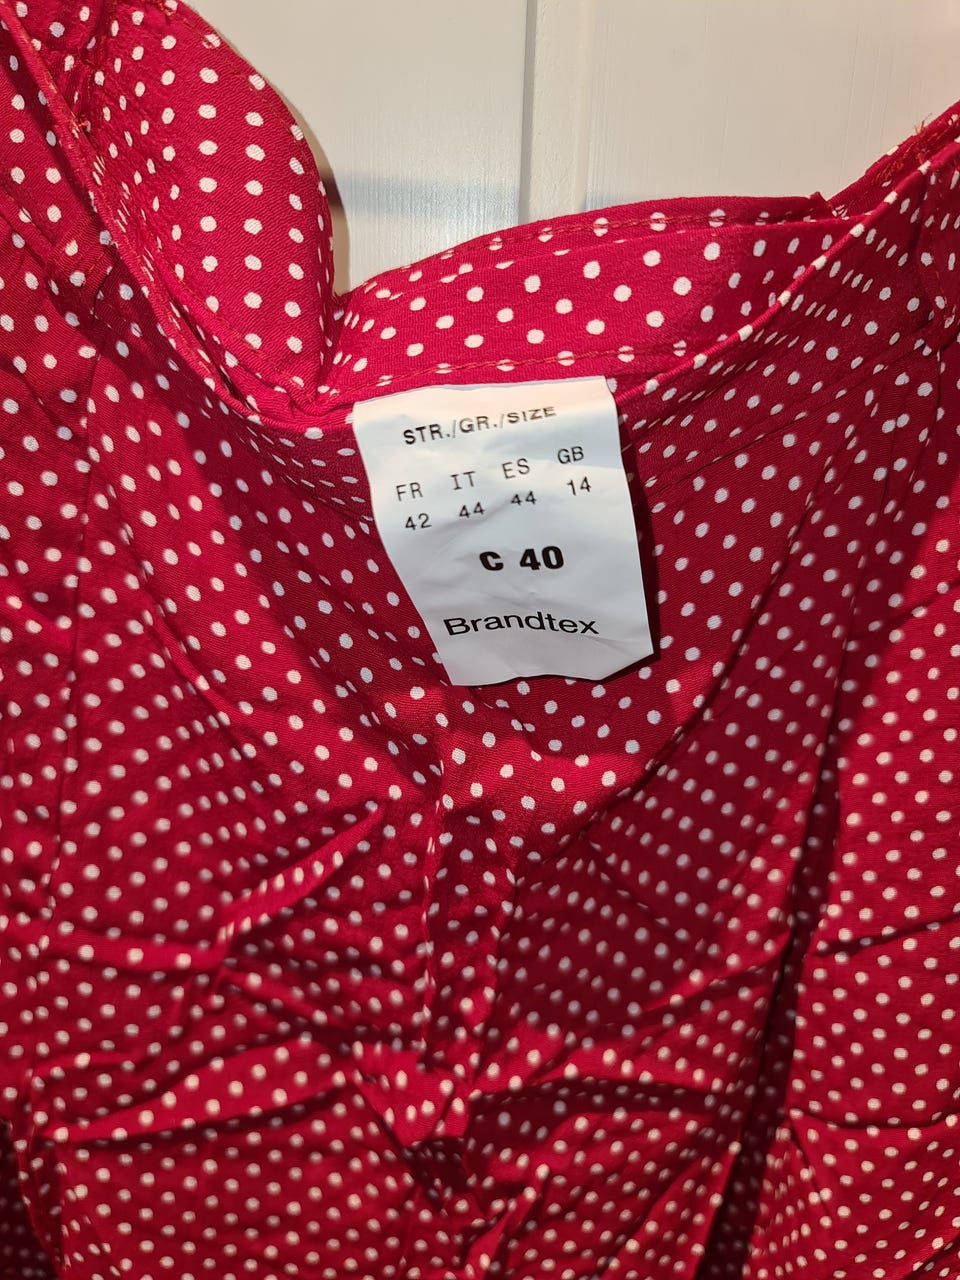 STR./GR./SIZE
FR IT ES GB
42 44 44 14
C 40
Brandtex